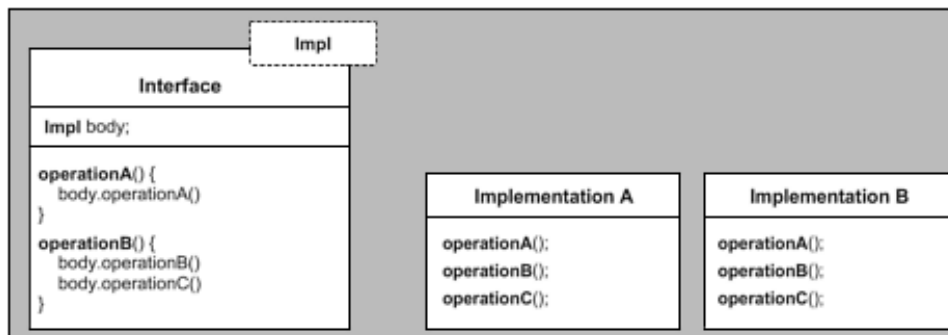 Impl
Interface
Impl body;
operationA() {
body.operationA()
}
operationB() {
body.operationB()
body.operationC()
}
Implementation A
operationA();
operationB();
operationC();
Implementation B
operationA();
operationB();
operationC();